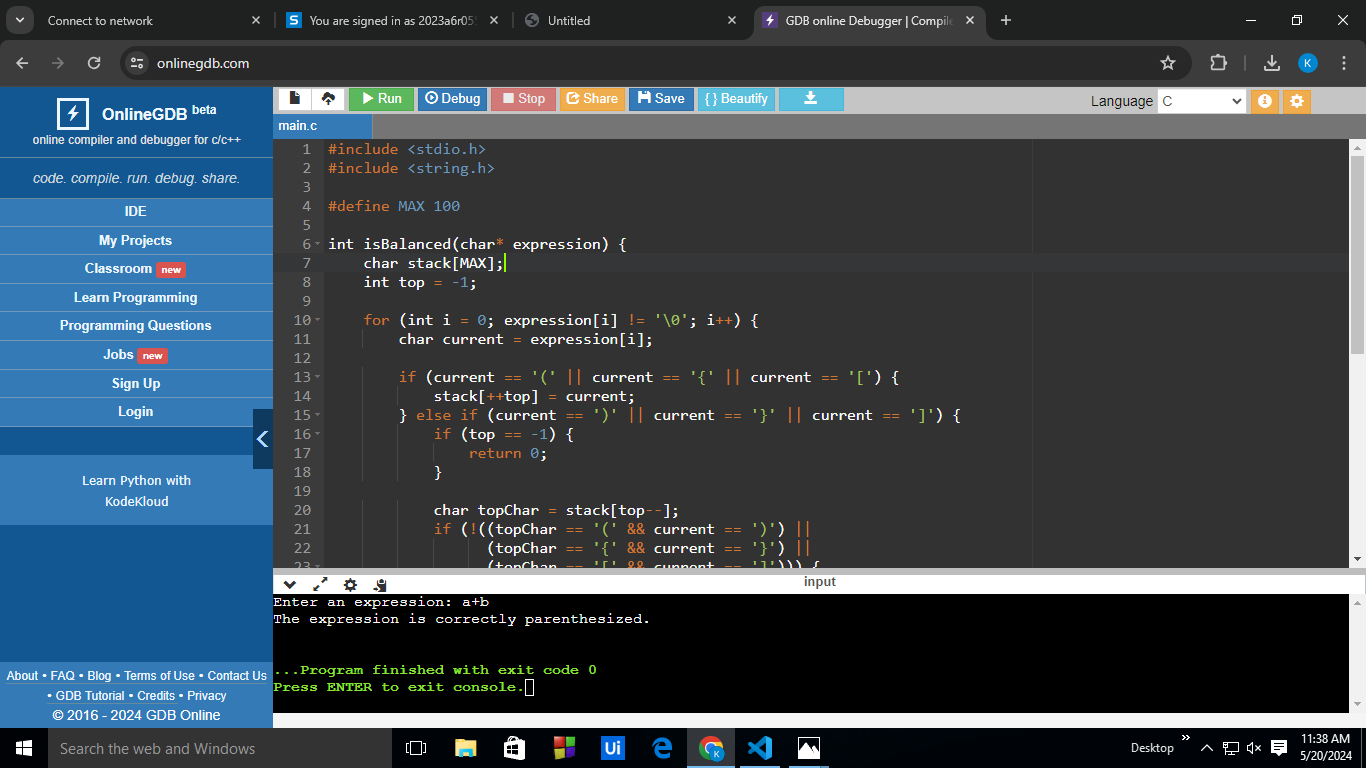 Connect to network
You are signed in as 2023a6r05
Untitled
GDB online Debugger | Compile
onlinegdb.com
K
OnlineGDB beta
online compiler and debugger for c/c++
code. compile. run. debug. share.
IDE
My Projects
Classroom new
Learn Programming
Programming Questions
Jobs new
Sign Up
Login
Learn Python with
KodeKloud
About • FAQ • Blog • Terms of Use • Contact Us
• GDB Tutorial • Credits • Privacy
© 2016 - 2024 GDB Online
Run Debug Stop Share Save { } Beautify
Language C
main.c
1 #include <stdio.h>
2 #include <string.h>
3
4 #define MAX 100
5
6 int isBalanced(char* expression) {
7 char stack[MAX];
8 int top = -1;
9
10 for (int i = 0; expression[i] != '\0'; i++) {
11 char current = expression[i];
12
13 if (current == '(' || current == '{' || current == '[') {
14 stack[++top] = current;
15 } else if (current == ')' || current == '}' || current == ']') {
16 if (top == -1) {
17 return 0;
18 }
19
20 char topChar = stack[top--];
21 if (!((topChar == '(' && current == ')') ||
22 (topChar == '{' && current == '}') ||
23 (topChar == '[' && current == ']'))) {
input
Enter an expression: a+b
The expression is correctly parenthesized.
...Program finished with exit code 0
Press ENTER to exit console.
Search the web and Windows
Ui
K
Desktop
11:38 AM
5/20/2024